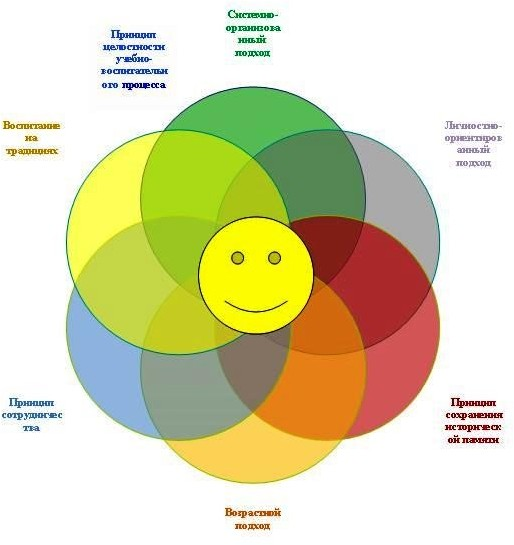 Системно-
организова
нный
подход
Принцип
целостности
учебно-
воспитательн
ого процесса
Воспитание
на
традициях
Личностно-
ориентиров
анный
подход
Принцип
сотрудничес
тва
Принцип
сохранения
историческ
ой памяти
Возрастной
подход